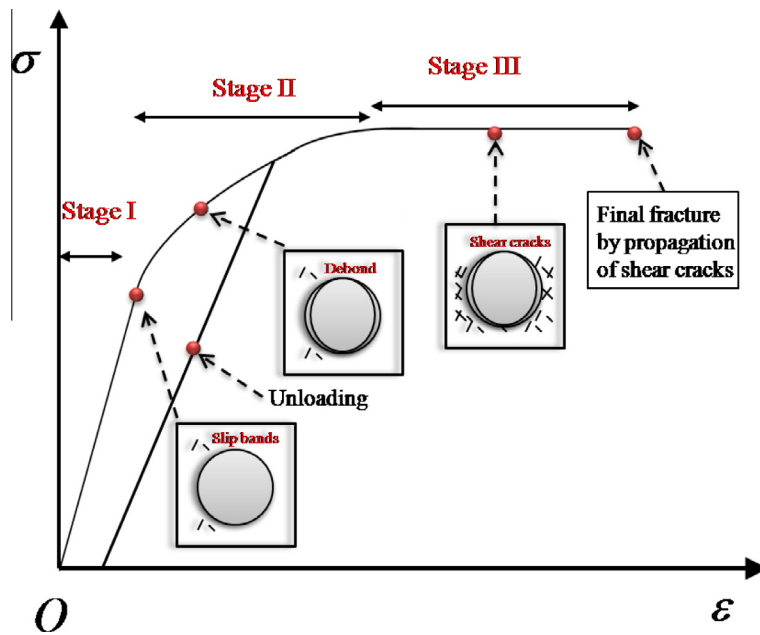 σ
Stage III
Stage II
Stage I
Debond
Shear cracks
Final fracture
by propagation
of shear cracks
Unloading
Slip bands
O
ε